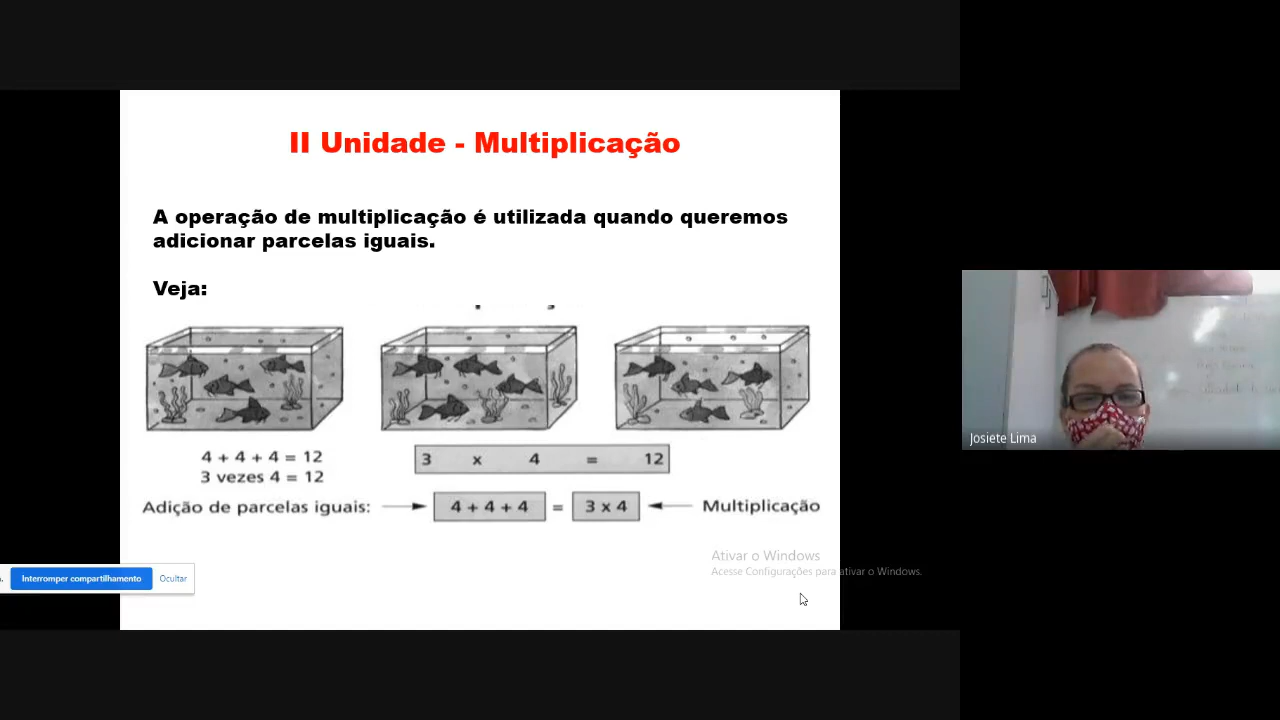 II Unidade - Multiplicação
A operação de multiplicação é utilizada quando queremos
adicionar parcelas iguais.
Veja:
4 + 4 + 4 = 12
3 vezes 4 = 12
3 x 4 = 12
Adição de parcelas iguais:
4 + 4 + 4 = 3 x 4
Multiplicação
Ativar o Windows
Acesse Configurações para ativar o Windows.
Interromper compartilhamento
Ocultar
Josiete Lima